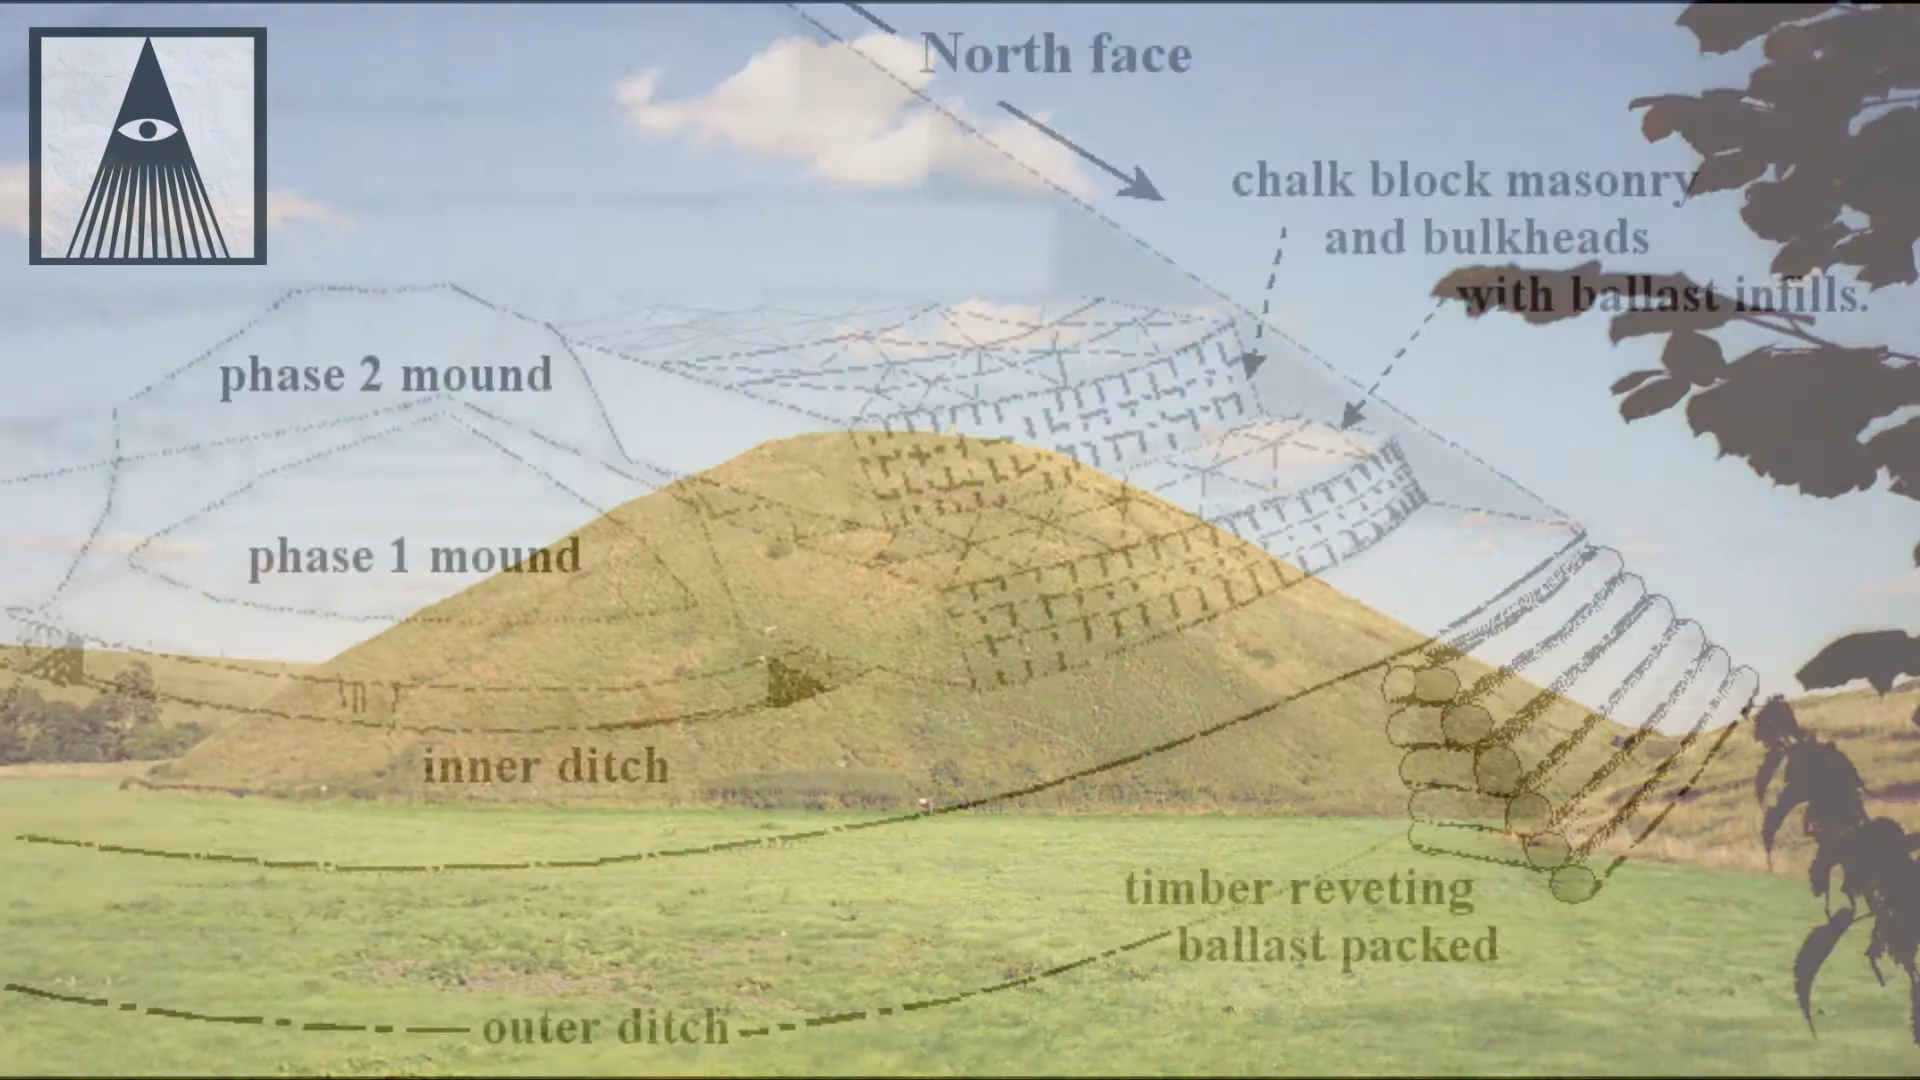 North face
chalk block masonry
and bulkheads
with ballast infills.
phase 2 mound
phase 1 mound
inner ditch
timber reveting
ballast packed
outer ditch